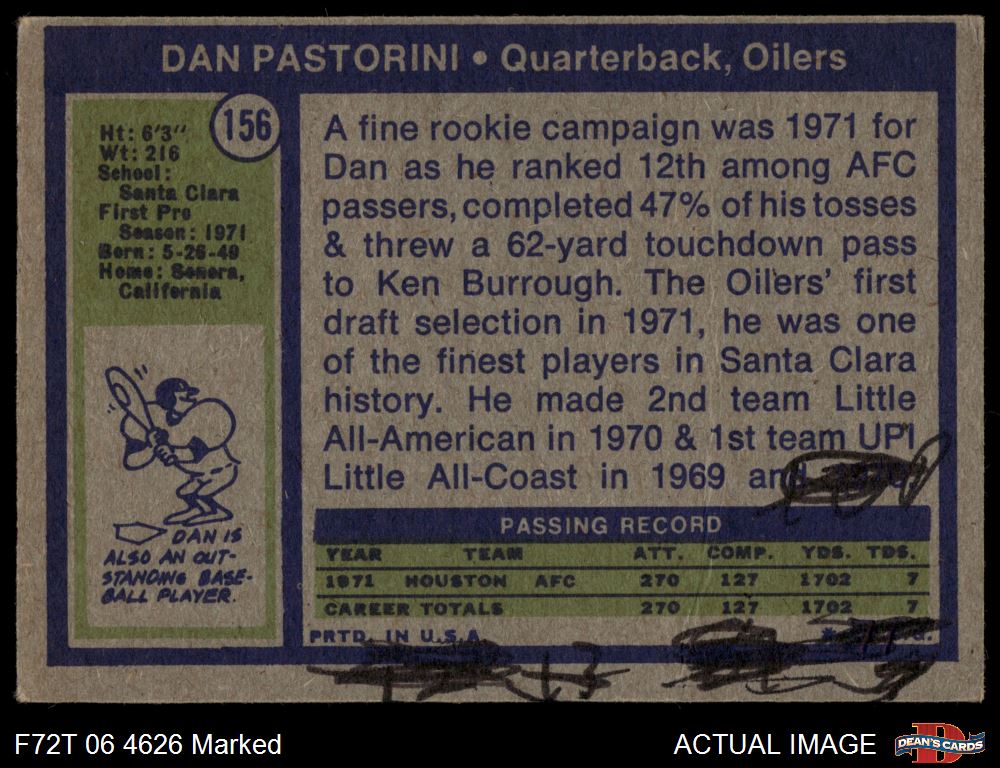 DAN PASTORINI • Quarterback, Oilers
156
Ht: 6'3"
Wt: 216
School:
Santa Clara
First Pro
Season: 1971
Born: 5-26-49
Home: Sonora,
California
A fine rookie campaign was 1971 for
Dan as he ranked 12th among AFC
passers, completed 47% of his tosses
& threw a 62-yard touchdown pass
to Ken Burrough. The Oilers' first
draft selection in 1971, he was one
of the finest players in Santa Clara
history. He made 2nd team Little
All-American in 1970 & 1st team UPI
Little All-Coast in 1969 and
DAN IS
ALSO AN OUT-
STANDING BASE-
BALL PLAYER.
PASSING RECORD
YEAR TEAM ATT. COMP. YDS. TDS.
1971 HOUSTON AFC 270 127 1702 7
CAREER TOTALS 270 127 1702 7
PRTD. IN U.S.A.
F72T 06 4626 Marked
ACTUAL IMAGE
DEAN'S CARDS